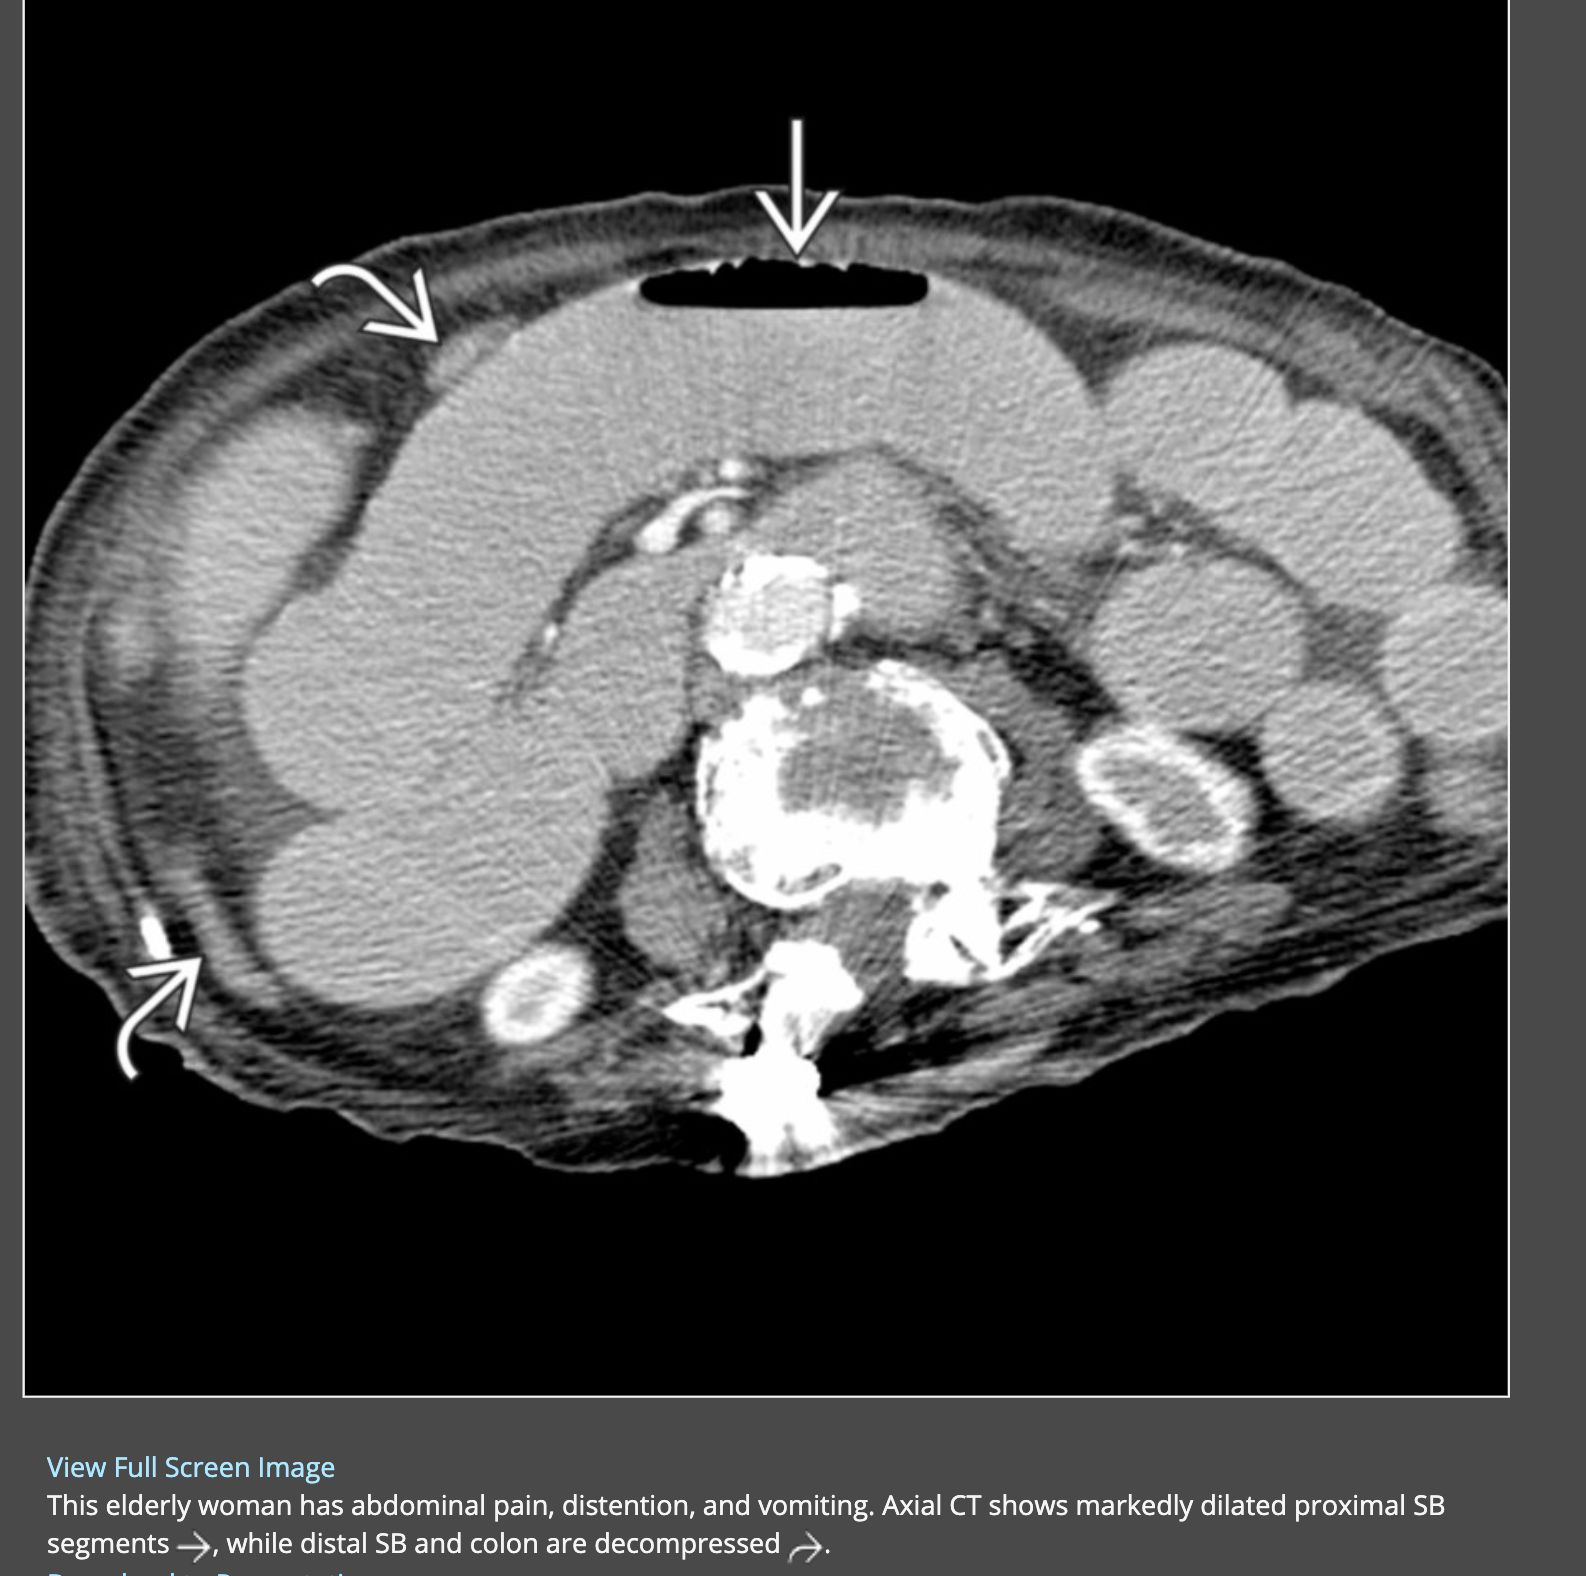 View Full Screen Image
This elderly woman has abdominal pain, distention, and vomiting. Axial CT shows markedly dilated proximal SB
segments →, while distal SB and colon are decompressed ↷.